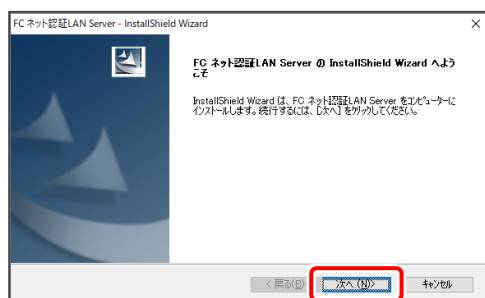 FC ネット認証LAN Server - InstallShield Wizard
FC ネット認証LAN Server の InstallShield Wizard へよう
こそ
InstallShield Wizard は、FC ネット認証LAN Server をコンピューターに
インストールします。続行するには、[次へ] をクリックしてください。
< 戻る(B)
次へ(N)>
キャンセル